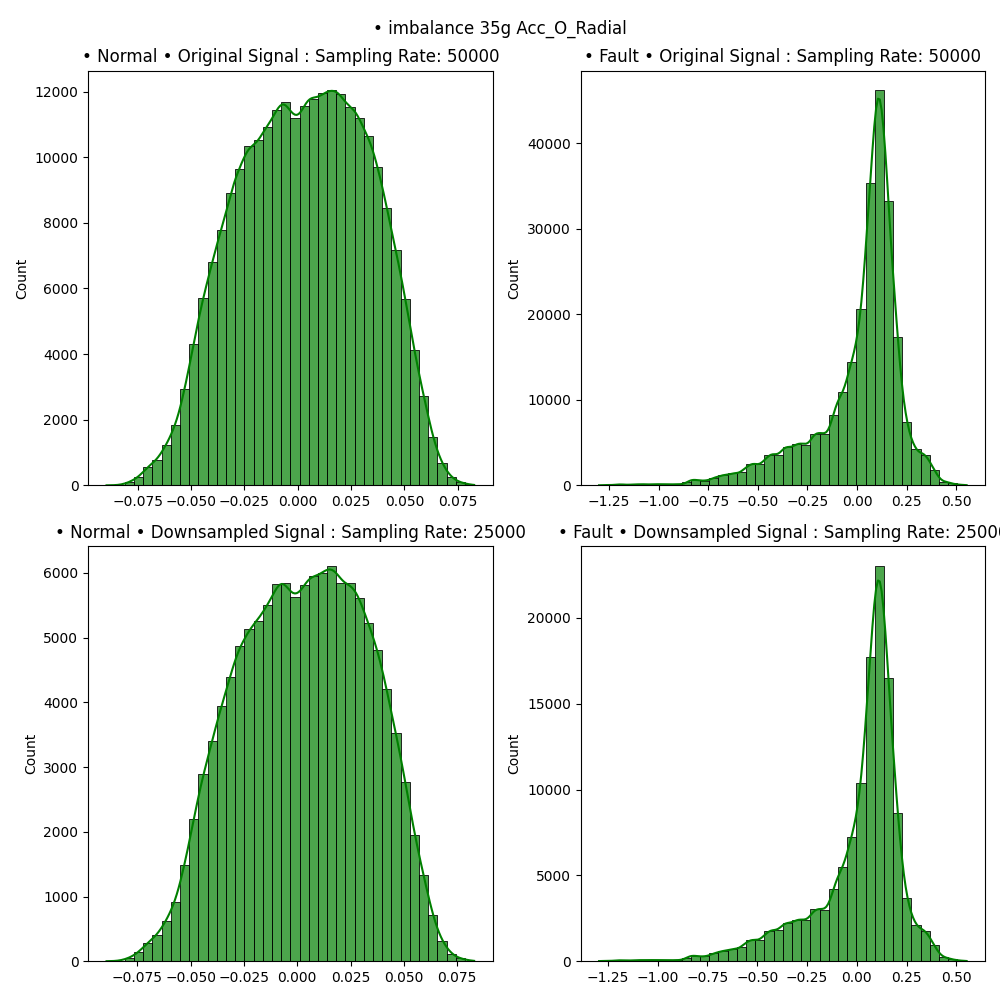 • imbalance 35g Acc_O_Radial
• Normal • Original Signal : Sampling Rate: 50000
• Fault • Original Signal : Sampling Rate: 50000
12000
10000
8000
6000
4000
2000
0
Count
−0.075 −0.050 −0.025 0.000 0.025 0.050 0.075
40000
30000
20000
10000
0
Count
−1.25 −1.00 −0.75 −0.50 −0.25 0.00 0.25 0.50
• Normal • Downsampled Signal : Sampling Rate: 25000
• Fault • Downsampled Signal : Sampling Rate: 2500
6000
5000
4000
3000
2000
1000
0
Count
−0.075 −0.050 −0.025 0.000 0.025 0.050 0.075
20000
15000
10000
5000
0
Count
−1.25 −1.00 −0.75 −0.50 −0.25 0.00 0.25 0.50